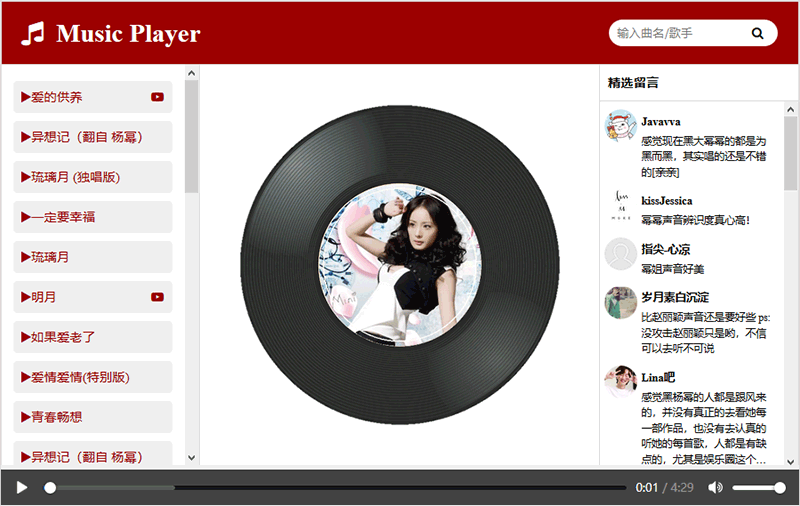 Music Player
输入曲名/歌手
爱的供养
异想记（翻自 杨幂）
琉璃月 (独唱版)
一定要幸福
琉璃月
明月
如果爱老了
爱情爱情(特别版)
青春畅想
异想记（翻自 杨幂）
Mini
精选留言
Javavva
感觉现在黑大幂幂的都是为
黑而黑，其实唱的还是不错
的[亲亲]
kissJessica
幂幂声音辨识度真心高！
指尖-心凉
幂姐声音好美
岁月素白沉淀
比赵丽颖声音还是要好些 ps:
没攻击赵丽颖只是哟，不信
可以去听不可说
Lina吧
感觉黑杨幂的人都是跟风来
的，并没有真正的去看她每
一部作品，也没有去认真的
听她的每首歌，人都是有缺
点的，尤其是娱乐圈这个...
0:01 / 4:29